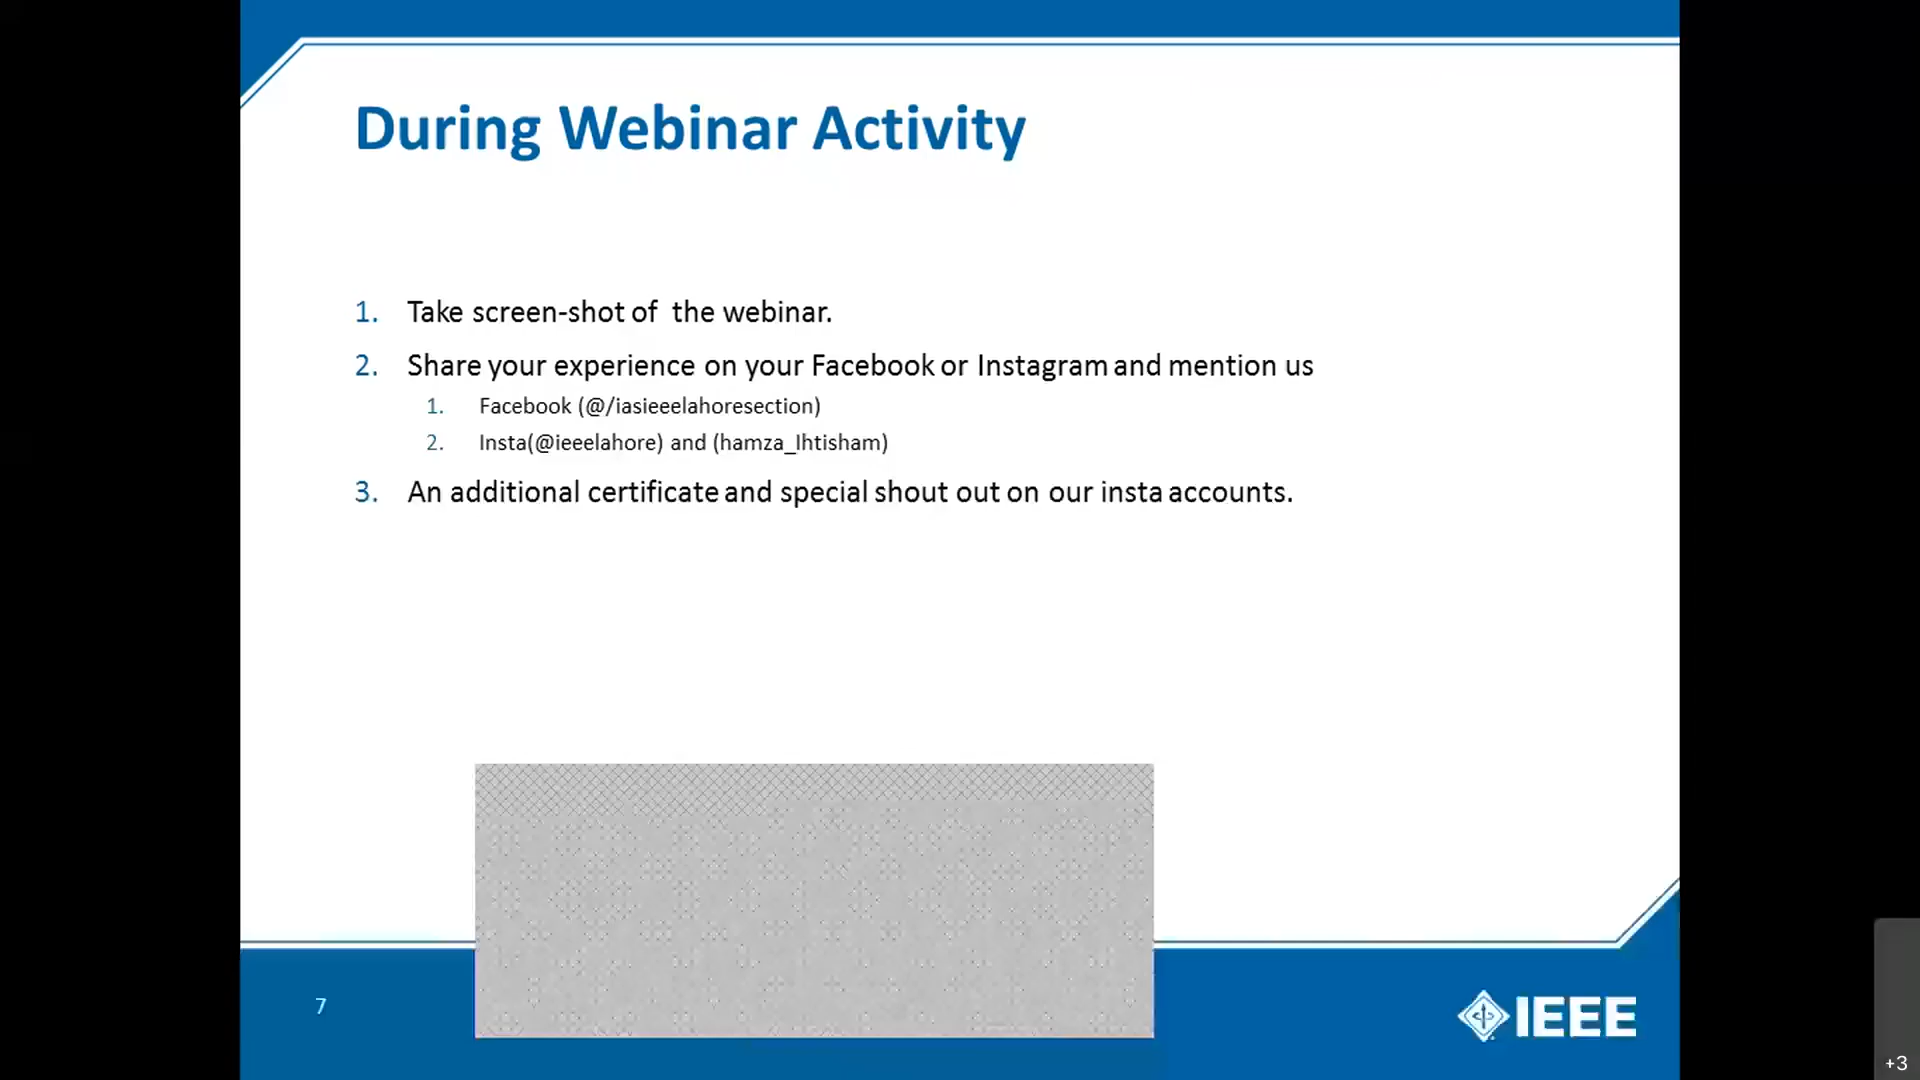 During Webinar Activity
1. Take screen-shot of the webinar.
2. Share your experience on your Facebook or Instagram and mention us
1. Facebook (@/iasieeelahoresection)
2. Insta(@ieeelahore) and (hamza_Ihtisham)
3. An additional certificate and special shout out on our insta accounts.
7
IEEE
+3